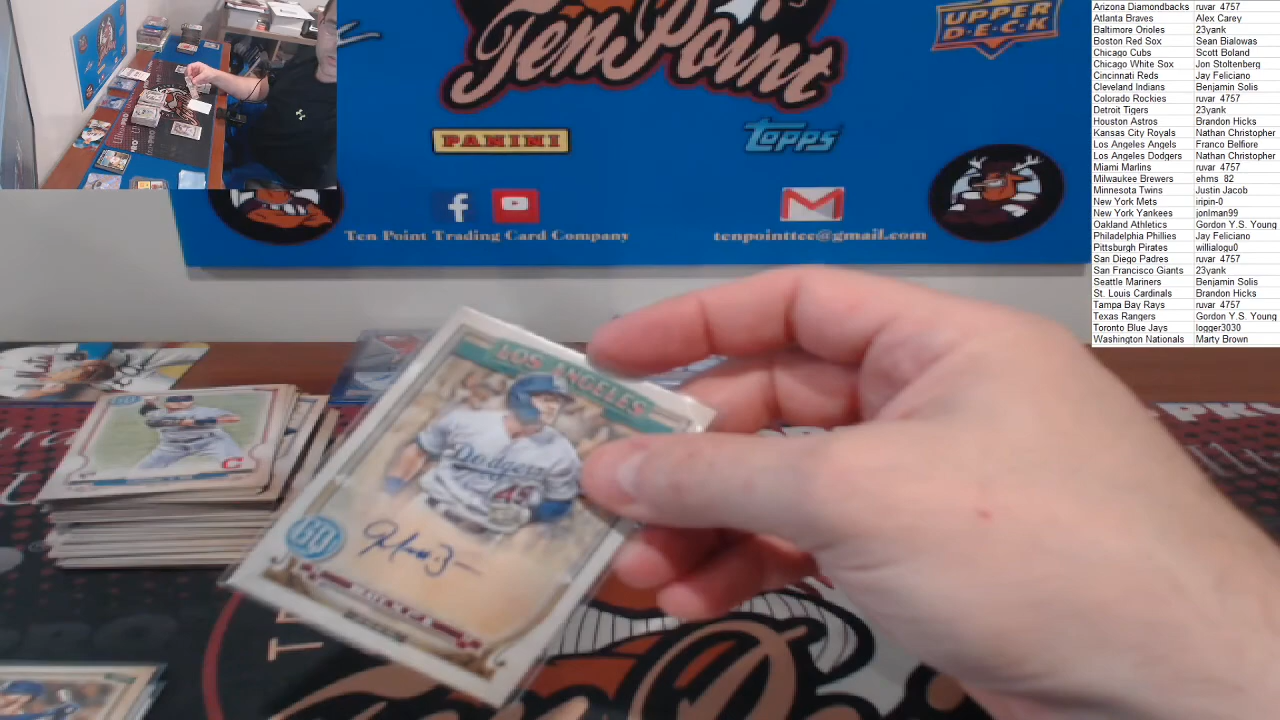 TenPoint
UPPER
D·E·C·K
PANINI
Topps
Ten Point Trading Card Company
tenpointtcc@gmail.com
LOS ANGELES
Dodgers
45
GQ
Arizona Diamondbacks ruvar 4757
Atlanta Braves Alex Carey
Baltimore Orioles 23yank
Boston Red Sox Sean Bialowas
Chicago Cubs Scott Boland
Chicago White Sox Jon Stoltenberg
Cincinnati Reds Jay Feliciano
Cleveland Indians Benjamin Solis
Colorado Rockies ruvar 4757
Detroit Tigers 23yank
Houston Astros Brandon Hicks
Kansas City Royals Nathan Christopher
Los Angeles Angels Franco Belfiore
Los Angeles Dodgers Nathan Christopher
Miami Marlins ruvar 4757
Milwaukee Brewers ehms 82
Minnesota Twins Justin Jacob
New York Mets iripin-0
New York Yankees jonlman99
Oakland Athletics Gordon Y.S. Young
Philadelphia Phillies Jay Feliciano
Pittsburgh Pirates willialogu0
San Diego Padres ruvar 4757
San Francisco Giants 23yank
Seattle Mariners Benjamin Solis
St. Louis Cardinals Brandon Hicks
Tampa Bay Rays ruvar 4757
Texas Rangers Gordon Y.S. Young
Toronto Blue Jays logger3030
Washington Nationals Marty Brown